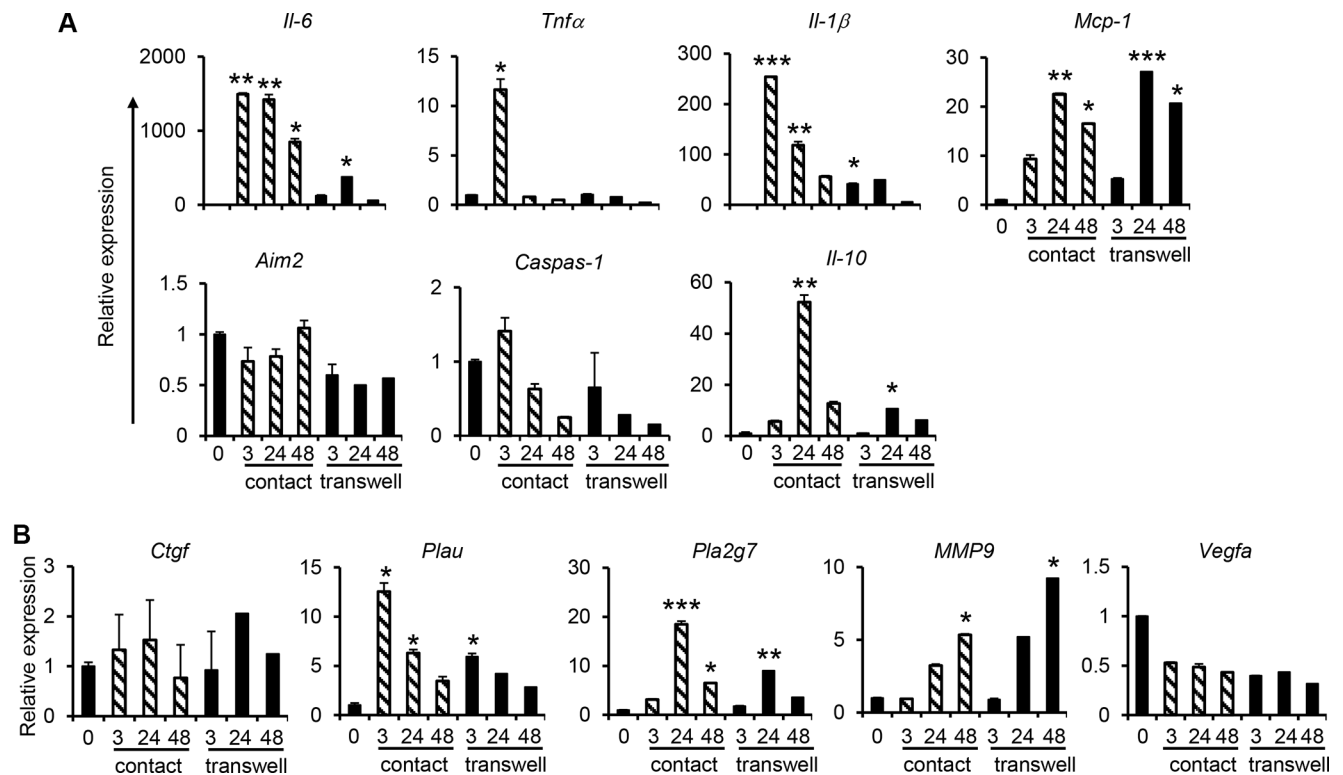 A
Il-6
Tnfα
Il-1β
Mcp-1
Relative expression
2000
1000
0
** ** * *
15
10
5
0
*
300
200
100
0
*** ** *
30
20
10
0
** * *** *
0 3 24 48 3 24 48
contact transwell
Aim2
Caspas-1
Il-10
1.5
1
0.5
0
0 3 24 48 3 24 48
contact transwell
2
1
0
0 3 24 48 3 24 48
contact transwell
60
40
20
0
** *
0 3 24 48 3 24 48
contact transwell
B
Ctgf
Plau
Pla2g7
MMP9
Vegfa
Relative expression
3
2
1
0
0 3 24 48 3 24 48
contact transwell
15
10
5
0
* * *
0 3 24 48 3 24 48
contact transwell
30
20
10
0
*** * **
0 3 24 48 3 24 48
contact transwell
10
5
0
* *
0 3 24 48 3 24 48
contact transwell
1.5
1
0.5
0
0 3 24 48 3 24 48
contact transwell